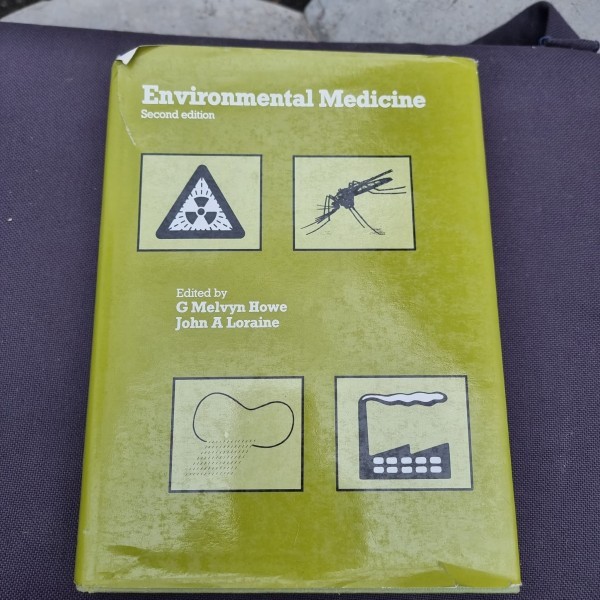 Environmental Medicine
Second edition
Edited by
G Melvyn Howe
John A Loraine